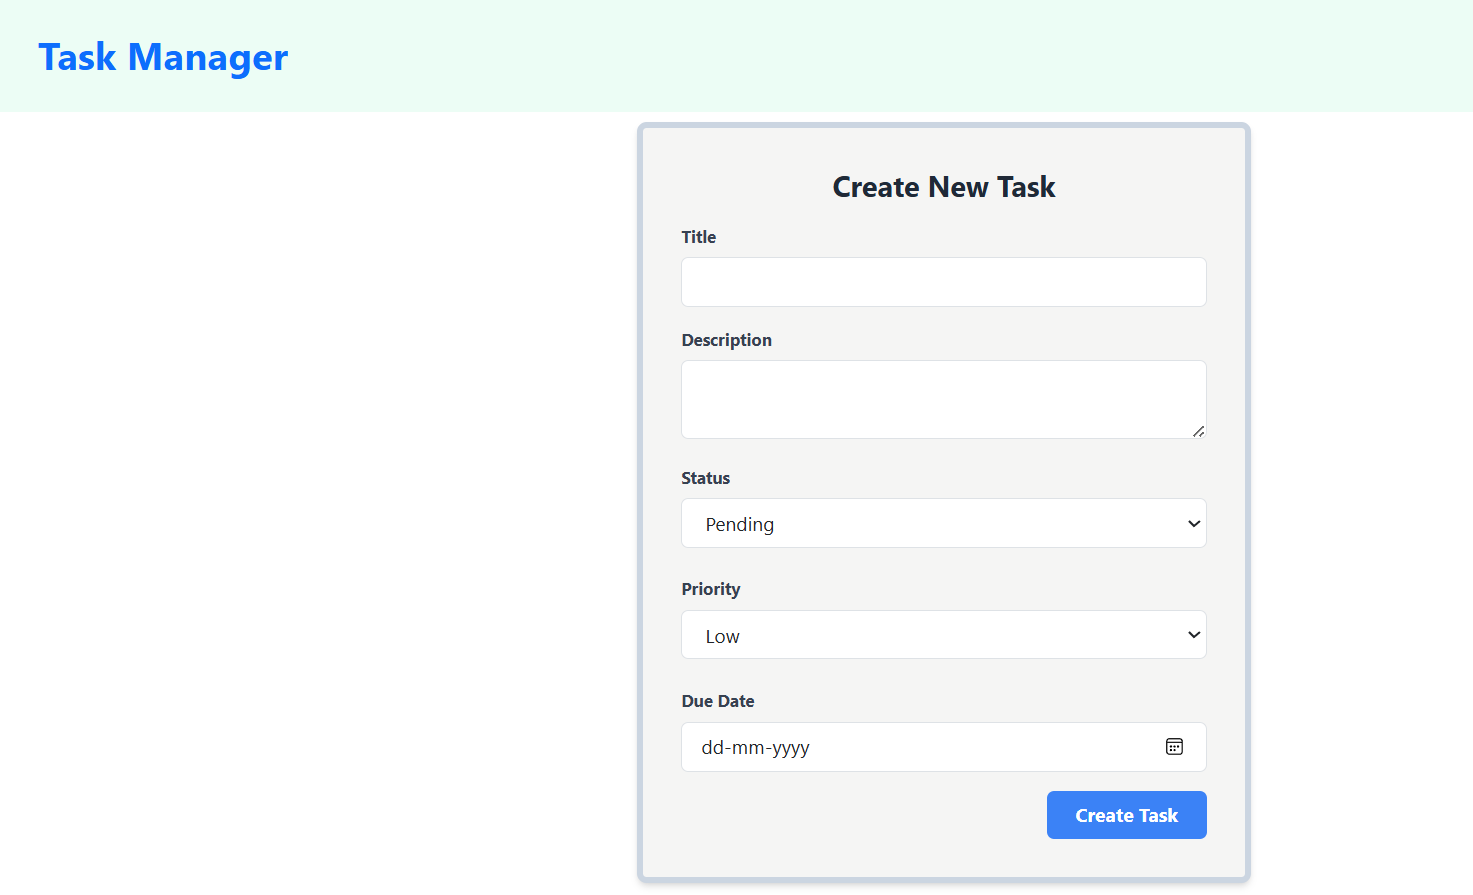 Task Manager
Create New Task
Title
Description
Status
Pending
Priority
Low
Due Date
dd-mm-yyyy
Create Task